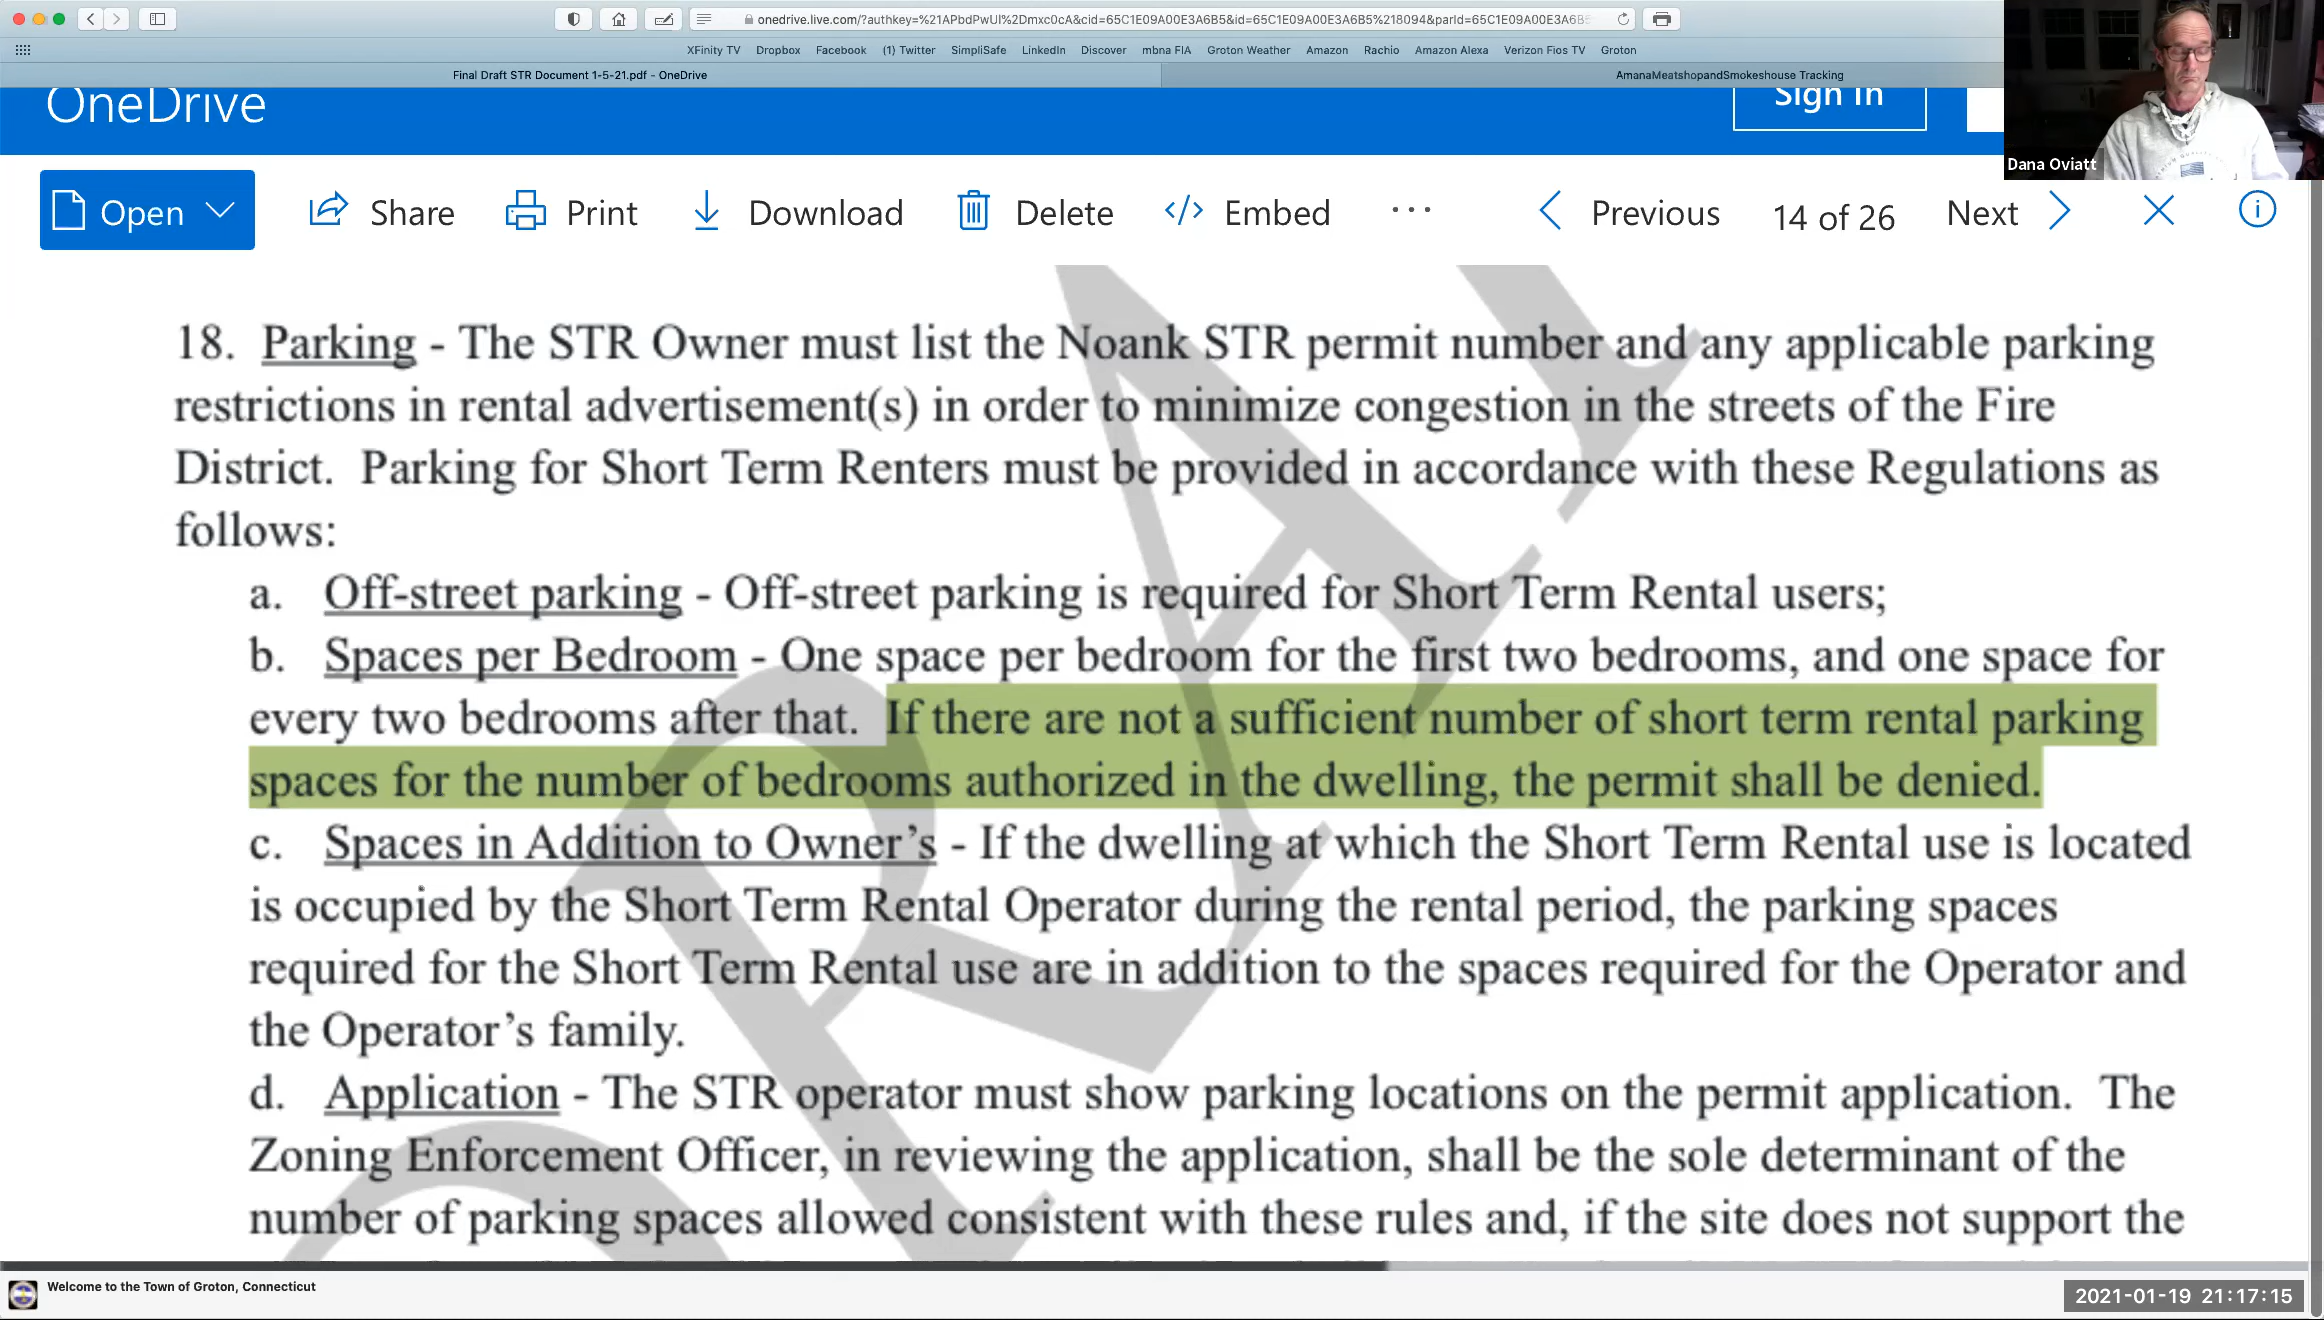 onedrive.live.com/?authkey=%21APbdPwUl%2Dmxc0cA&cid=65C1E09A00E3A6B5&id=65C1E09A00E3A6B5%218094&parId=65C1E09A00E3A6B5
XFinity TV Dropbox Facebook (1) Twitter SimpliSafe LinkedIn Discover mbna FIA Groton Weather Amazon Rachio Amazon Alexa Verizon Fios TV Groton
Final Draft STR Document 1-5-21.pdf - OneDrive AmanaMeatshopandSmokeshouse Tracking
OneDrive Sign in
Dana Oviatt
Open Share Print Download Delete Embed ... Previous 14 of 26 Next
18. Parking - The STR Owner must list the Noank STR permit number and any applicable parking
restrictions in rental advertisement(s) in order to minimize congestion in the streets of the Fire
District. Parking for Short Term Renters must be provided in accordance with these Regulations as
follows:
a. Off-street parking - Off-street parking is required for Short Term Rental users;
b. Spaces per Bedroom - One space per bedroom for the first two bedrooms, and one space for
every two bedrooms after that. If there are not a sufficient number of short term rental parking
spaces for the number of bedrooms authorized in the dwelling, the permit shall be denied.
c. Spaces in Addition to Owner's - If the dwelling at which the Short Term Rental use is located
is occupied by the Short Term Rental Operator during the rental period, the parking spaces
required for the Short Term Rental use are in addition to the spaces required for the Operator and
the Operator's family.
d. Application - The STR operator must show parking locations on the permit application. The
Zoning Enforcement Officer, in reviewing the application, shall be the sole determinant of the
number of parking spaces allowed consistent with these rules and, if the site does not support the
Welcome to the Town of Groton, Connecticut
2021-01-19 21:17:15